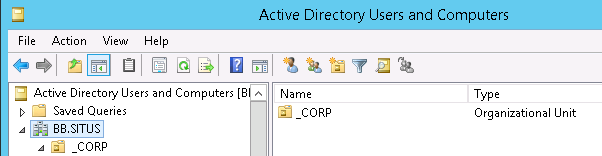 Active Directory Users and Computers
File Action View Help
Active Directory Users and Computers [B
Name Type
Saved Queries
_CORP Organizational Unit
BB.SITUS
_CORP